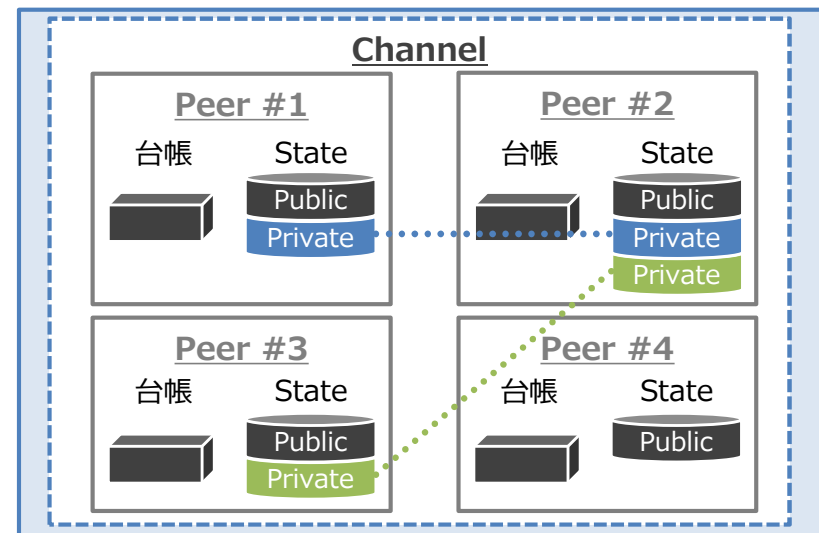 Channel
Peer #1
台帳 State
Public
Private
Peer #2
台帳 State
Public
Private
Private
Peer #3
台帳 State
Public
Private
Peer #4
台帳 State
Public